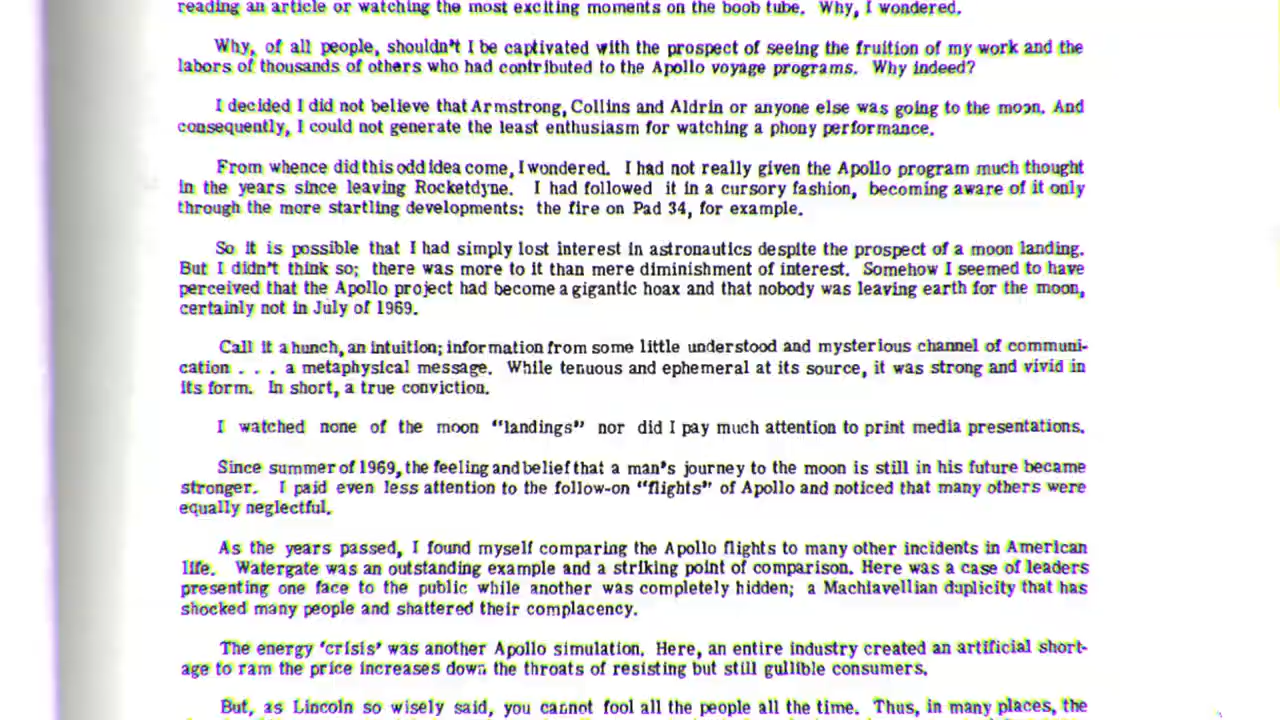 reading an article or watching the most exciting moments on the boob tube. Why, I wondered.
Why, of all people, shouldn't I be captivated with the prospect of seeing the fruition of my work and the
labors of thousands of others who had contributed to the Apollo voyage programs. Why indeed?
I decided I did not believe that Armstrong, Collins and Aldrin or anyone else was going to the moon. And
consequently, I could not generate the least enthusiasm for watching a phony performance.
From whence did this odd idea come, I wondered. I had not really given the Apollo program much thought
in the years since leaving Rocketdyne. I had followed it in a cursory fashion, becoming aware of it only
through the more startling developments: the fire on Pad 34, for example.
So it is possible that I had simply lost interest in astronautics despite the prospect of a moon landing.
But I didn't think so; there was more to it than mere diminishment of interest. Somehow I seemed to have
perceived that the Apollo project had become a gigantic hoax and that nobody was leaving earth for the moon,
certainly not in July of 1969.
Call it a hunch, an intuition; information from some little understood and mysterious channel of communi-
cation . . . a metaphysical message. While tenuous and ephemeral at its source, it was strong and vivid in
its form. In short, a true conviction.
I watched none of the moon "landings" nor did I pay much attention to print media presentations.
Since summer of 1969, the feeling and belief that a man's journey to the moon is still in his future became
stronger. I paid even less attention to the follow-on "flights" of Apollo and noticed that many others were
equally neglectful.
As the years passed, I found myself comparing the Apollo flights to many other incidents in American
life. Watergate was an outstanding example and a striking point of comparison. Here was a case of leaders
presenting one face to the public while another was completely hidden; a Machiavellian duplicity that has
shocked many people and shattered their complacency.
The energy 'crisis' was another Apollo simulation. Here, an entire industry created an artificial short-
age to ram the price increases down the throats of resisting but still gullible consumers.
But, as Lincoln so wisely said, you cannot fool all the people all the time. Thus, in many places, the